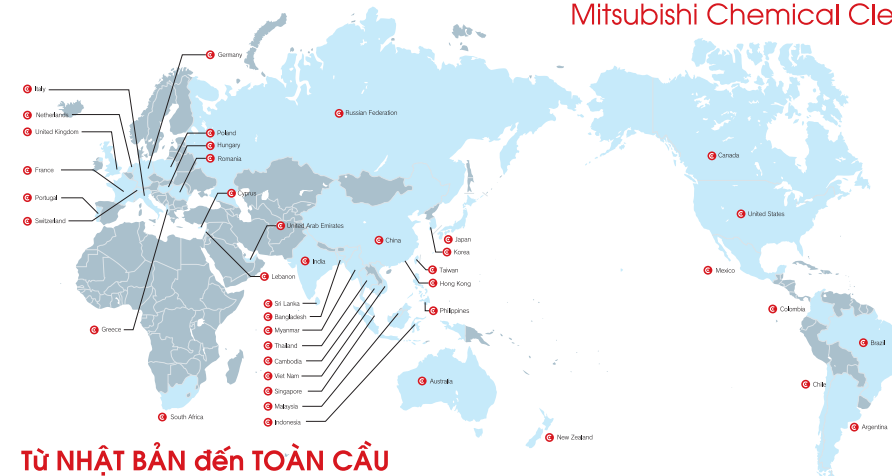 Mitsubishi Chemical Cle
Germany
Italy
Netherlands
United Kingdom
Poland
Hungary
Romania
Russian Federation
France
Portugal
Switzerland
Cyprus
United Arab Emirates
Lebanon
Greece
South Africa
India
China
Japan
Korea
Taiwan
Hong Kong
Philippines
Sri Lanka
Bangladesh
Myanmar
Thailand
Cambodia
Viet Nam
Singapore
Malaysia
Indonesia
Australia
New Zealand
Canada
United States
Mexico
Colombia
Brazil
Chile
Argentina
Từ NHẬT BẢN đến TOÀN CẦU